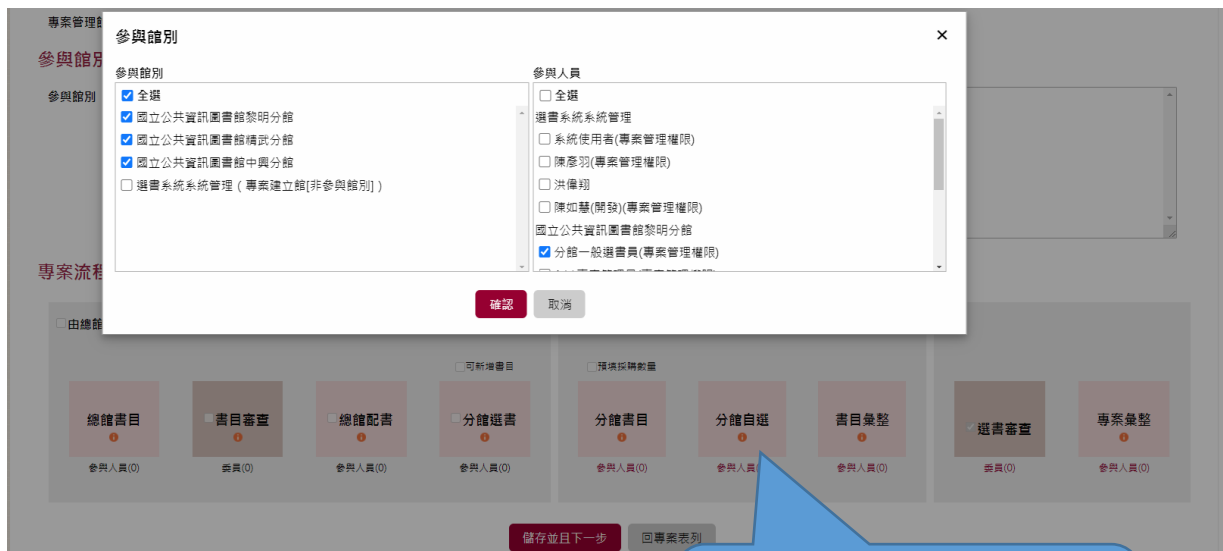 專案管理
參與館別
×
參與館別
參與館別
參與人員
參與館別
全選
全選
國立公共資訊圖書館黎明分館
選書系統系統管理
國立公共資訊圖書館精武分館
系統使用者(專案管理權限)
國立公共資訊圖書館中興分館
陳彥羽(專案管理權限)
選書系統系統管理 ( 專案建立館[非參與館別] )
洪偉翔
陳如慧(開發)(專案管理權限)
國立公共資訊圖書館黎明分館
分館一般選書員(專案管理權限)
專案流程
確認
取消
由總館
可新增書目
預填採購數量
總館書目
書目審查
總館配書
分館選書
分館書目
分館自選
書目彙整
選書審查
專案彙整
參與人員(0)
委員(0)
參與人員(0)
參與人員(0)
參與人員(0)
參與人員(0
參與人員(0)
委員(0)
參與人員(0)
儲存並且下一步
回專案表列